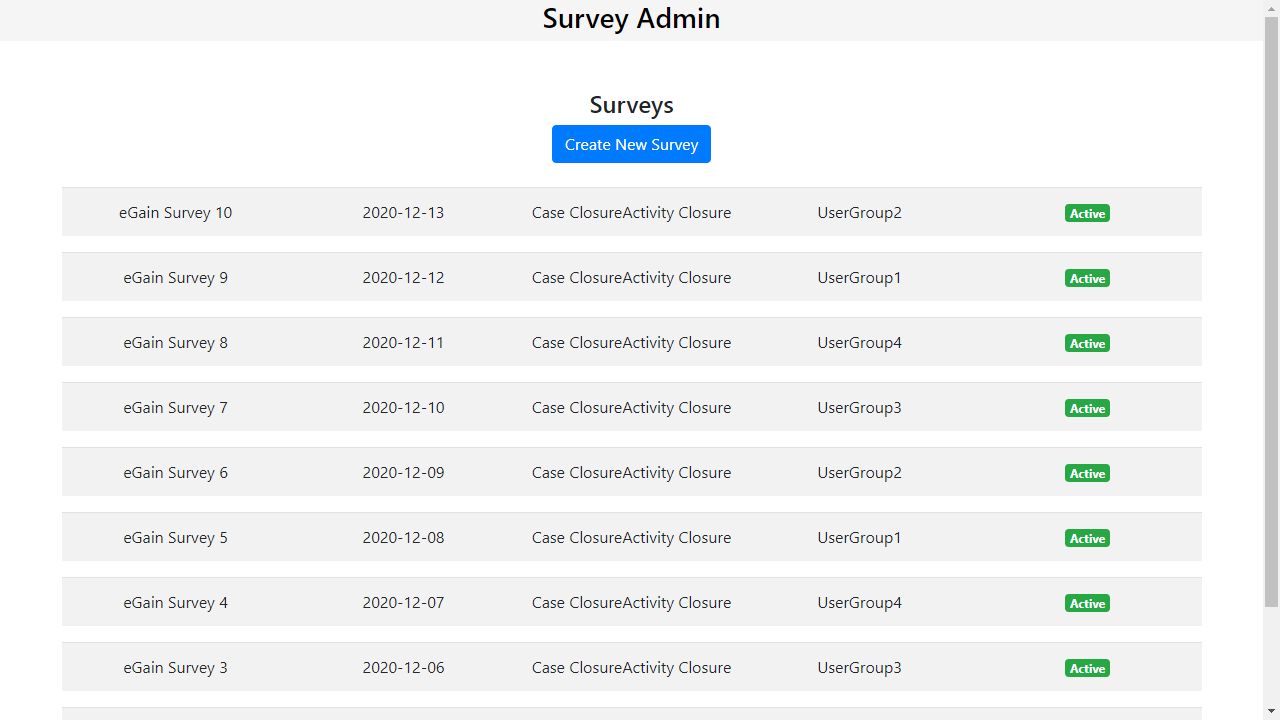 Survey Admin
Surveys
Create New Survey
eGain Survey 10 2020-12-13 Case ClosureActivity Closure UserGroup2 Active
eGain Survey 9 2020-12-12 Case ClosureActivity Closure UserGroup1 Active
eGain Survey 8 2020-12-11 Case ClosureActivity Closure UserGroup4 Active
eGain Survey 7 2020-12-10 Case ClosureActivity Closure UserGroup3 Active
eGain Survey 6 2020-12-09 Case ClosureActivity Closure UserGroup2 Active
eGain Survey 5 2020-12-08 Case ClosureActivity Closure UserGroup1 Active
eGain Survey 4 2020-12-07 Case ClosureActivity Closure UserGroup4 Active
eGain Survey 3 2020-12-06 Case ClosureActivity Closure UserGroup3 Active